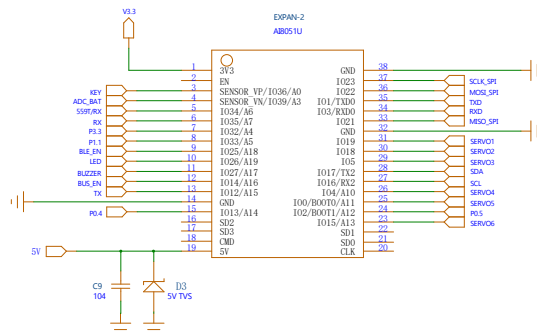 V3.3
EXPAN-2
AI8051U
1 3V3 GND 38
2 EN IO23 37 SCLK_SPI
KEY 3 SENSOR_VP/IO36/A0 IO22 36 MOSI_SPI
ADC_BAT 4 SENSOR_VN/IO39/A3 IO1/TXD0 35 TXD
559T/RX 5 IO34/A6 IO3/RXD0 34 RXD
RX 6 IO35/A7 IO21 33 MISO_SPI
P3.3 7 IO32/A4 GND 32
P1.1 8 IO33/A5 IO19 31 SERVO1
BLE_EN 9 IO25/A18 IO18 30 SERVO2
LED 10 IO26/A19 IO5 29 SERVO3
BUZZER 11 IO27/A17 IO17/TX2 28 SDA
BUS_EN 12 IO14/A16 IO16/RX2 27 SCL
TX 13 IO12/A15 IO4/A10 26 SERVO4
14 GND IO0/BOOT0/A11 25 SERVO5
P0.4 15 IO13/A14 IO2/BOOT1/A12 24 P0.5
16 SD2 IO15/A13 23 SERVO6
17 SD3 SD1 22
18 CMD SD0 21
5V 19 5V CLK 20
C9 D3
104 5V TVS